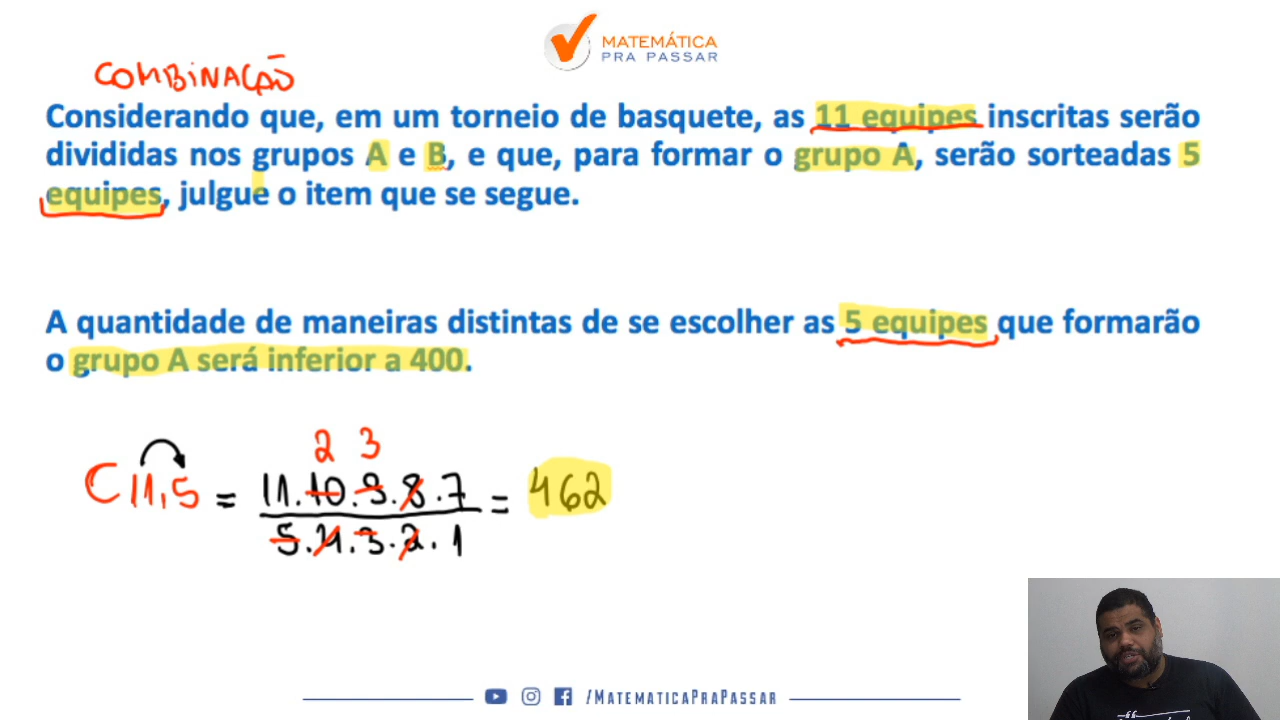 MATEMÁTICA
PRA PASSAR
COMBINAÇÃO
Considerando que, em um torneio de basquete, as 11 equipes inscritas serão
divididas nos grupos A e B, e que, para formar o grupo A, serão sorteadas 5
equipes, julgue o item que se segue.
A quantidade de maneiras distintas de se escolher as 5 equipes que formarão
o grupo A será inferior a 400.
2 3
C11,5 = 11.10.9.8.7 = 462
5.4.3.2.1
/MATEMATICAPRAPASSAR